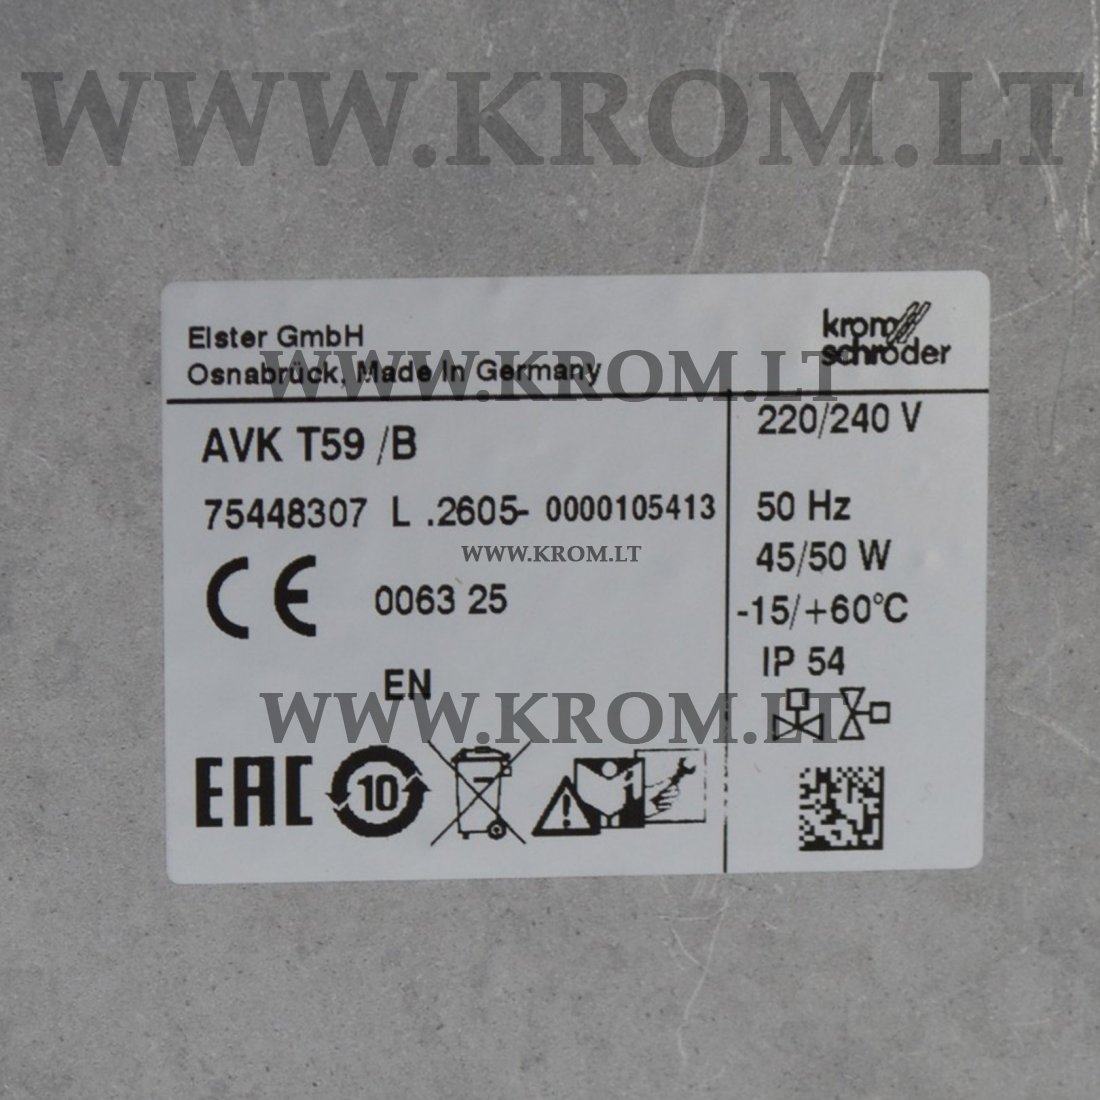 WWW.KROM.LT
Elster GmbH
Osnabrück, Made in Germany
krom
schröder
WWW.KROM.LT
AVK T59 /B
220/240 V
75448307 L .2605- 0000105413
50 Hz
WWW.KROM.LT
45/50 W
CE 0063 25
-15/+60°C
IP 54
EN
WWW.KROM.LT
EAC 10